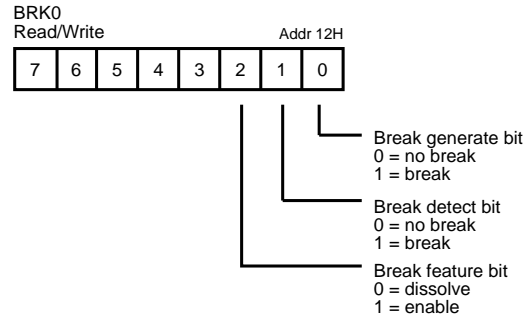 BRK0
Read/Write Addr 12H
7 6 5 4 3 2 1 0
Break generate bit
0 = no break
1 = break
Break detect bit
0 = no break
1 = break
Break feature bit
0 = dissolve
1 = enable